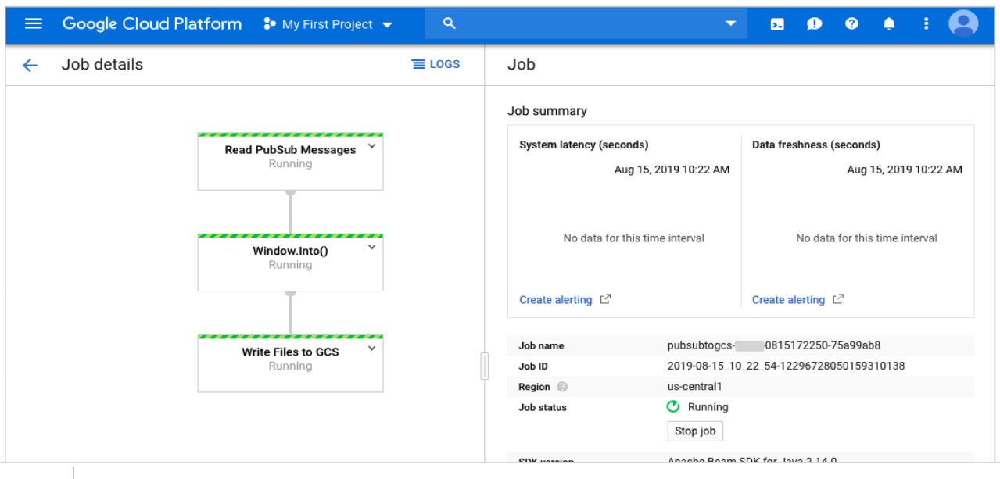 Google Cloud Platform My First Project
Job details LOGS
Job
Read PubSub Messages
Running
Window.Into()
Running
Write Files to GCS
Running
Job summary
System latency (seconds) Data freshness (seconds)
Aug 15, 2019 10:22 AM Aug 15, 2019 10:22 AM
No data for this time interval No data for this time interval
Create alerting Create alerting
Job name pubsubtogcs- -0815172250-75a99ab8
Job ID 2019-08-15_10_22_54-12296728050159310138
Region us-central1
Job status Running
Stop job
SDK version Apache Beam SDK for Java 2.14.0